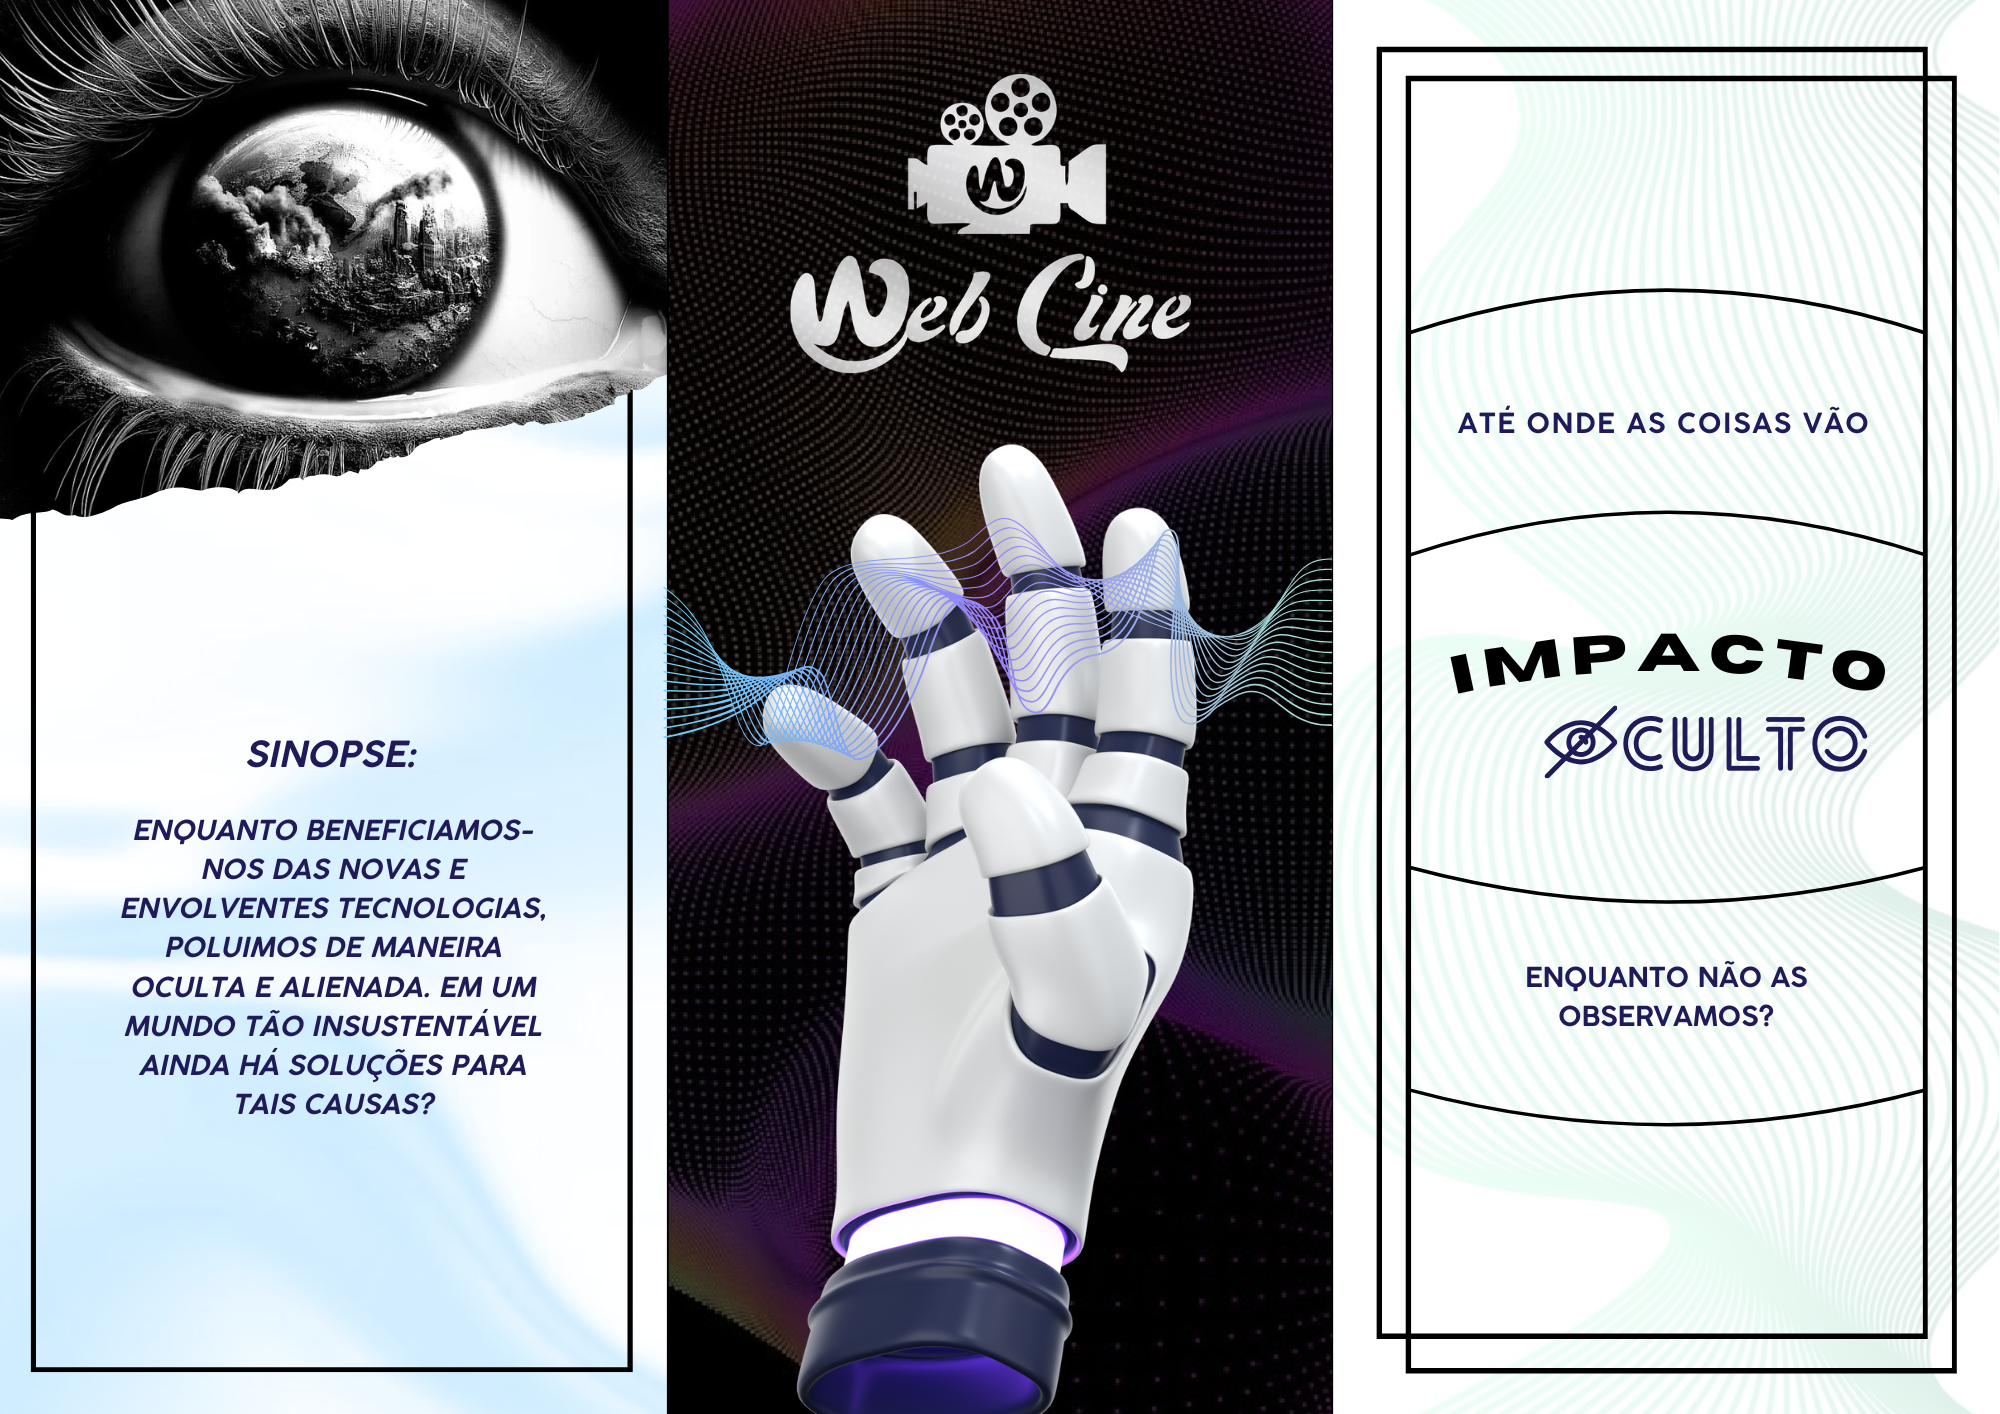 SINOPSE:
ENQUANTO BENEFICIAMOS-
NOS DAS NOVAS E
ENVOLVENTES TECNOLOGIAS,
POLUIMOS DE MANEIRA
OCULTA E ALIENADA. EM UM
MUNDO TÃO INSUSTENTÁVEL
AINDA HÁ SOLUÇÕES PARA
TAIS CAUSAS?
W
Web Cine
ATÉ ONDE AS COISAS VÃO
IMPACTO
OCULTO
ENQUANTO NÃO AS
OBSERVAMOS?